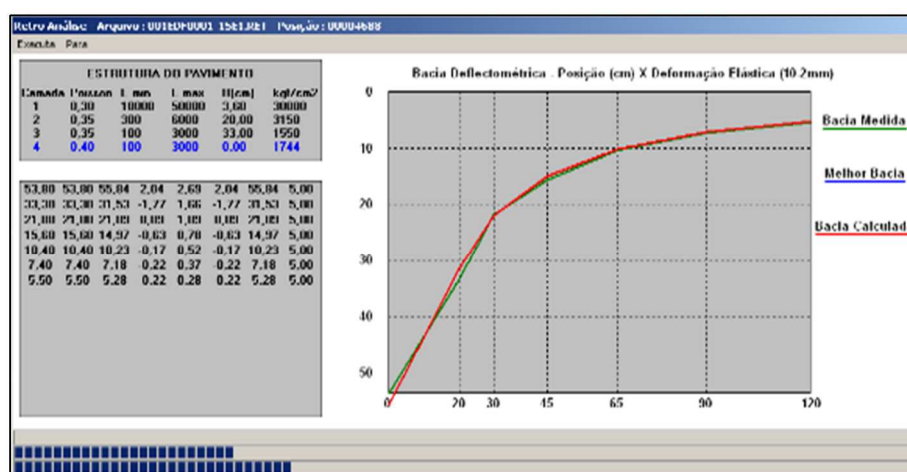 Retro Análise - Arquivo : 001EDF0001_15E1.RET Posição : 00004688
Executa Para
ESTRUTURA DO PAVIMENTO
Camada Poisson E min E max H(cm) kgf/cm2
1 0,30 10000 50000 3,60 30000
2 0,35 300 6000 20,00 3150
3 0,35 100 3000 33,00 1550
4 0.40 100 3000 0.00 1744
53,80 53,80 55,84 2,04 2,69 2,04 55,84 5,00
33,30 33,30 31,53 -1,77 1,66 -1,77 31,53 5,00
21,80 21,80 21,89 0,09 1,09 0,09 21,89 5,00
15,60 15,60 14,97 -0,63 0,78 -0,63 14,97 5,00
10,40 10,40 10,23 -0,17 0,52 -0,17 10,23 5,00
7.40 7.40 7.18 -0.22 0.37 -0.22 7.18 5.00
5.50 5.50 5.28 0.22 0.28 0.22 5.28 5.00
Bacia Deflectométrica - Posição (cm) X Deformação Elástica (10-2mm)
0
10
20
30
40
50
0 20 30 45 65 90 120
Bacia Medida
Melhor Bacia
Bacia Calculad